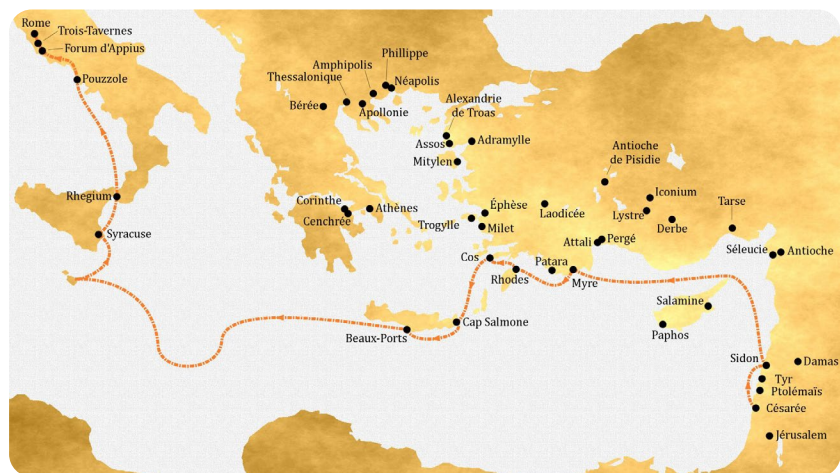 Rome
Trois-Tavernes
Forum d'Appius
Pouzzole
Rhegium
Syracuse
Phillippe
Amphipolis
Néapolis
Thessalonique
Bérée
Apollonie
Alexandrie
de Troas
Assos
Adramylle
Mitylen
Antioche
de Pisidie
Iconium
Corinthe
Athènes
Cenchrée
Éphèse
Trogylle
Milet
Laodicée
Lystre
Derbe
Tarse
Attali
Pergé
Séleucie
Antioche
Cos
Rhodes
Patara
Myre
Salamine
Paphos
Cap Salmone
Beaux-Ports
Sidon
Damas
Tyr
Ptolémaïs
Césarée
Jérusalem